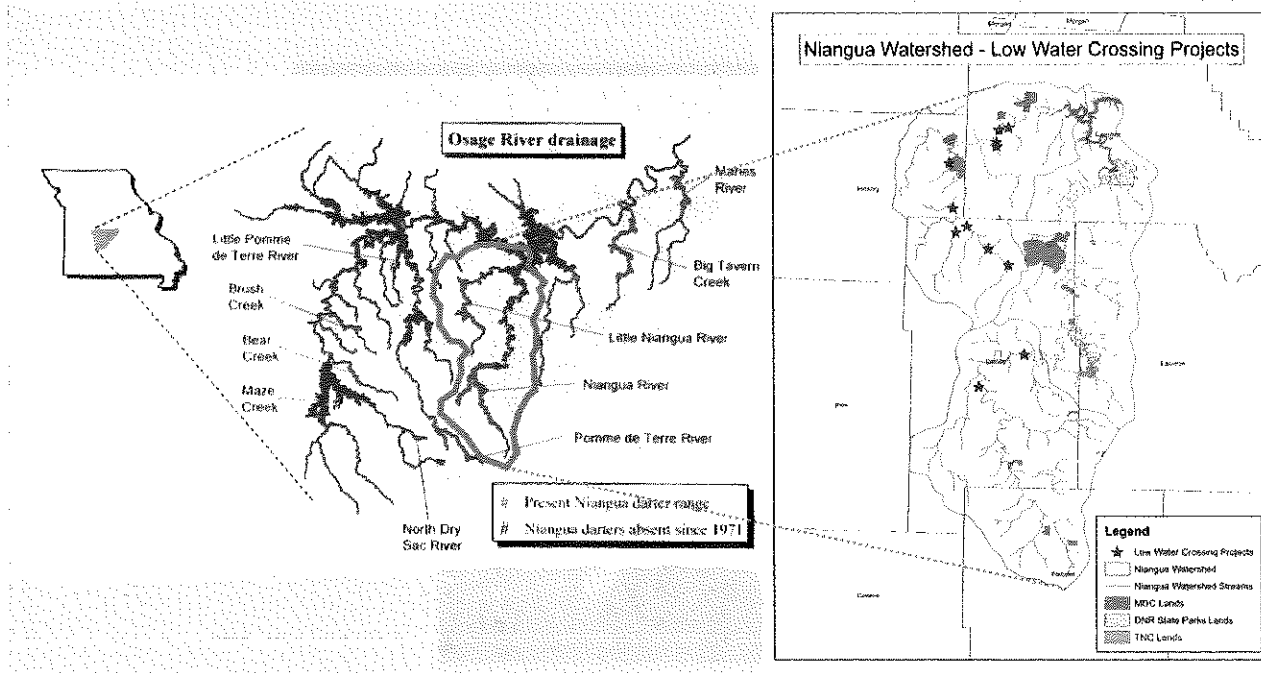 Osage River drainage
Maries
River
Little Pomme
de Terre River
Big Tavern
Creek
Brush
Creek
Little Niangua River
Bear
Creek
Niangua River
Maze
Creek
Pomme de Terre River
North Dry
Sac River
# Present Niangua darter range
# Niangua darters absent since 1971
Niangua Watershed - Low Water Crossing Projects
Morgan
Legend
Low Water Crossing Projects
Niangua Watershed
Niangua Watershed Streams
MDC Lands
DNR State Parks Lands
TNC Lands